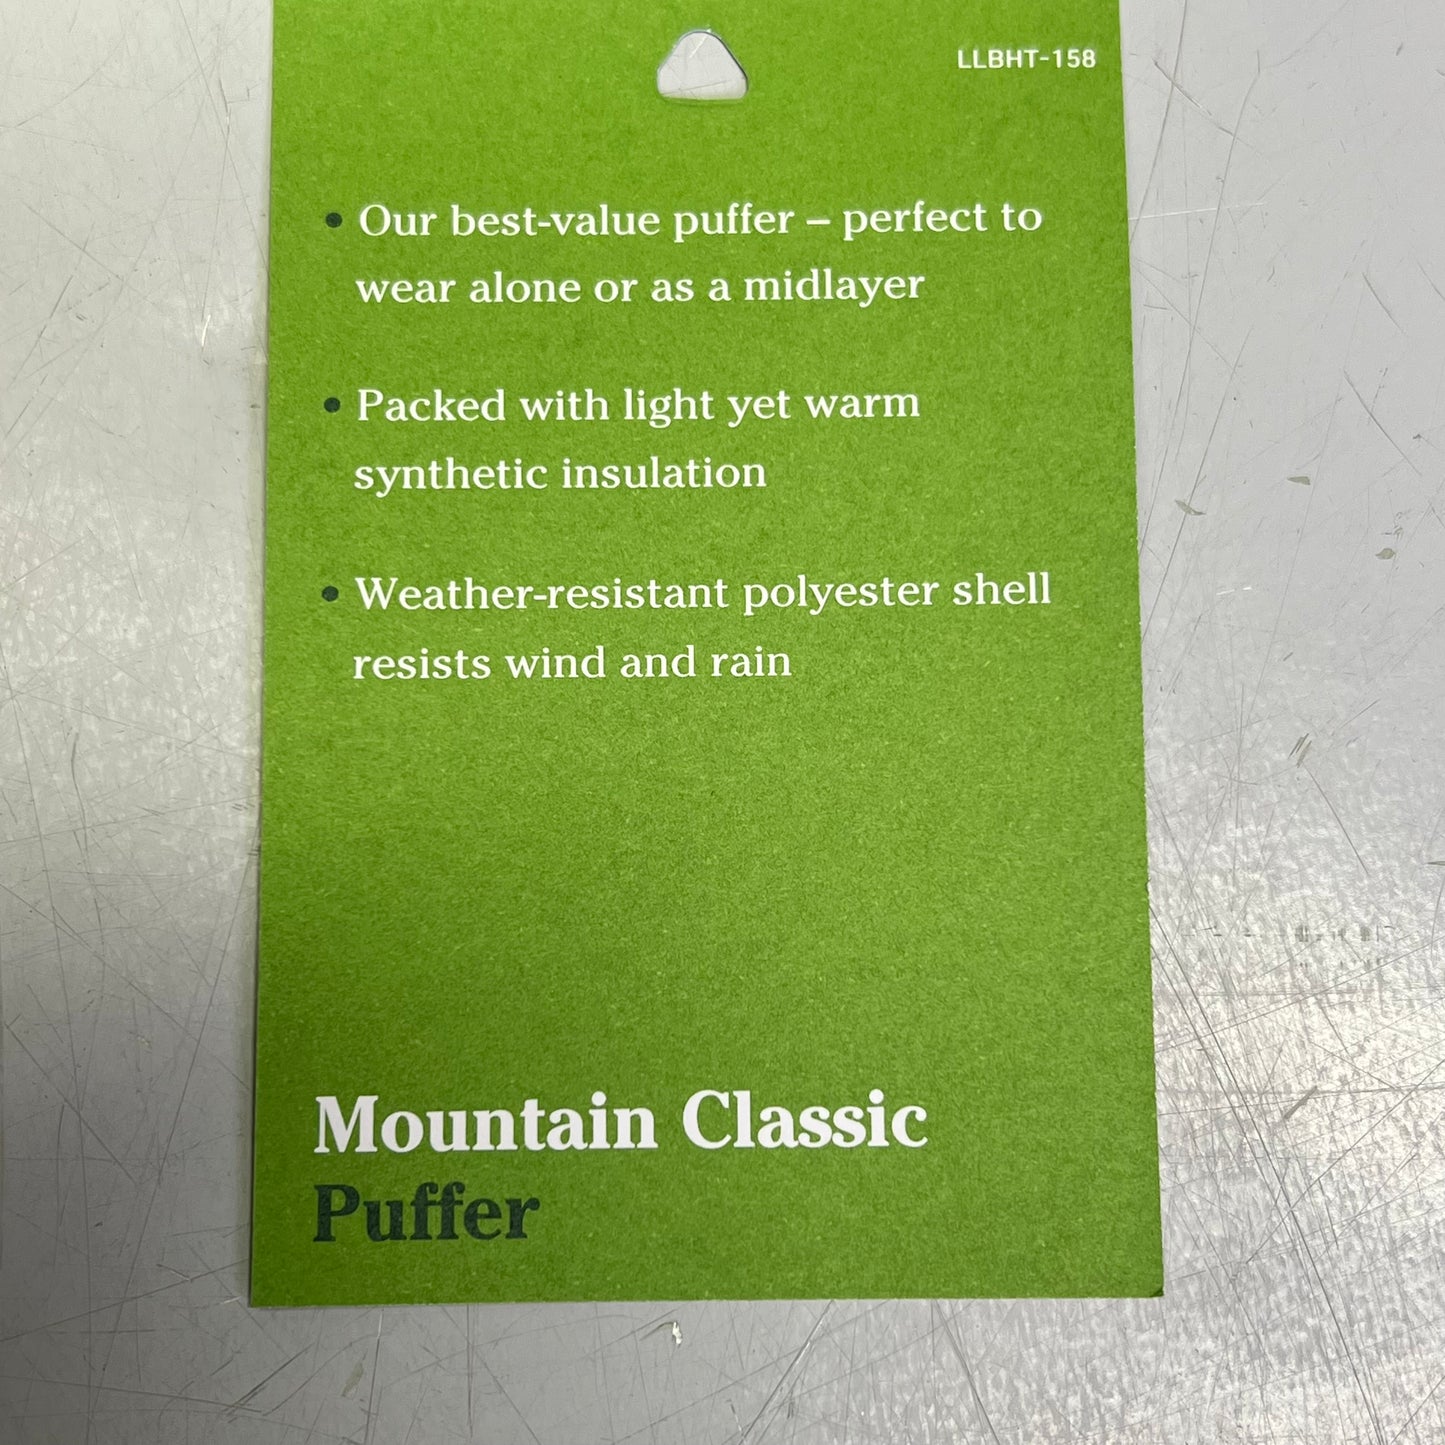 LLBHT-158
• Our best-value puffer – perfect to
wear alone or as a midlayer
• Packed with light yet warm
synthetic insulation
• Weather-resistant polyester shell
resists wind and rain
Mountain Classic
Puffer